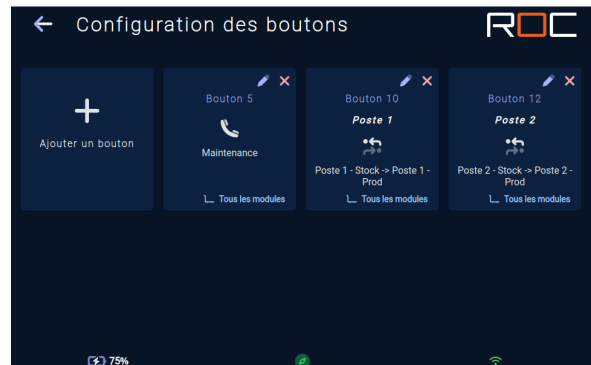 Configuration des boutons
ROC
Ajouter un bouton
Bouton 5
Maintenance
Tous les modules
Bouton 10
Poste 1
Poste 1 - Stock -> Poste 1 -
Prod
Tous les modules
Bouton 12
Poste 2
Poste 2 - Stock -> Poste 2 -
Prod
Tous les modules
75%